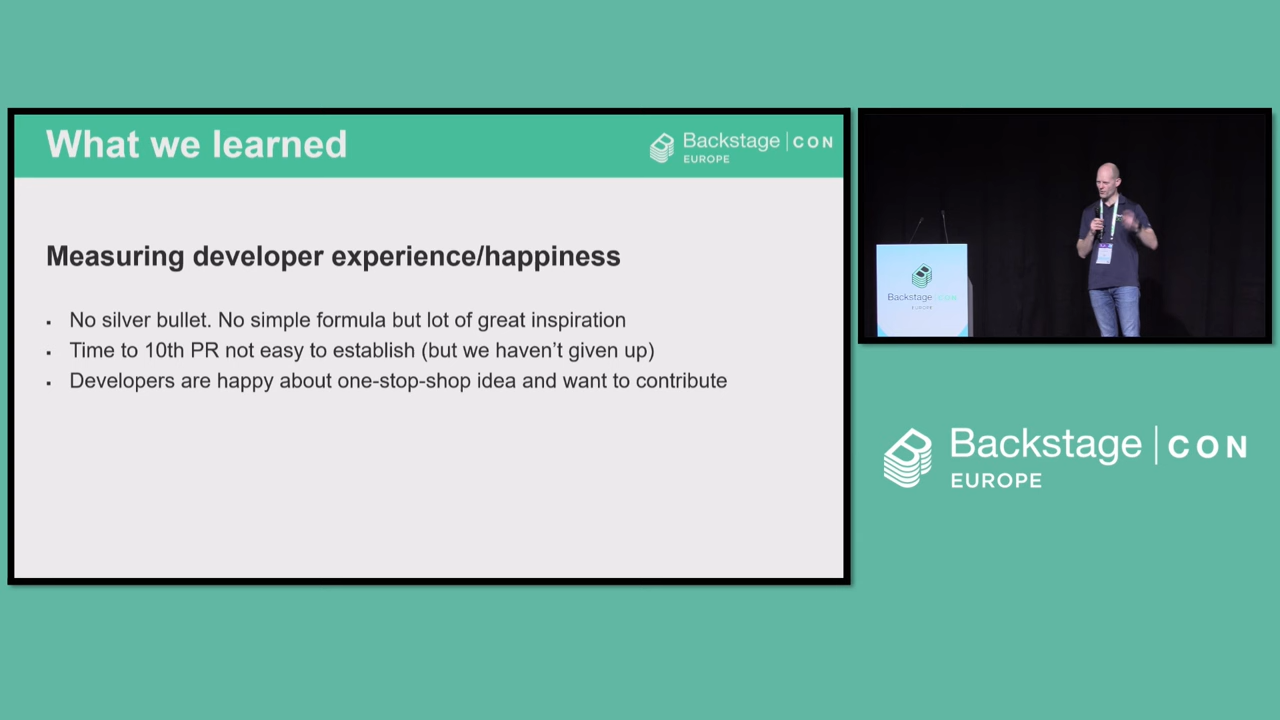 What we learned
Backstage | CON
EUROPE
Measuring developer experience/happiness
▪ No silver bullet. No simple formula but lot of great inspiration
▪ Time to 10th PR not easy to establish (but we haven’t given up)
▪ Developers are happy about one-stop-shop idea and want to contribute
Backstage CON
EUROPE
Backstage | CON
EUROPE